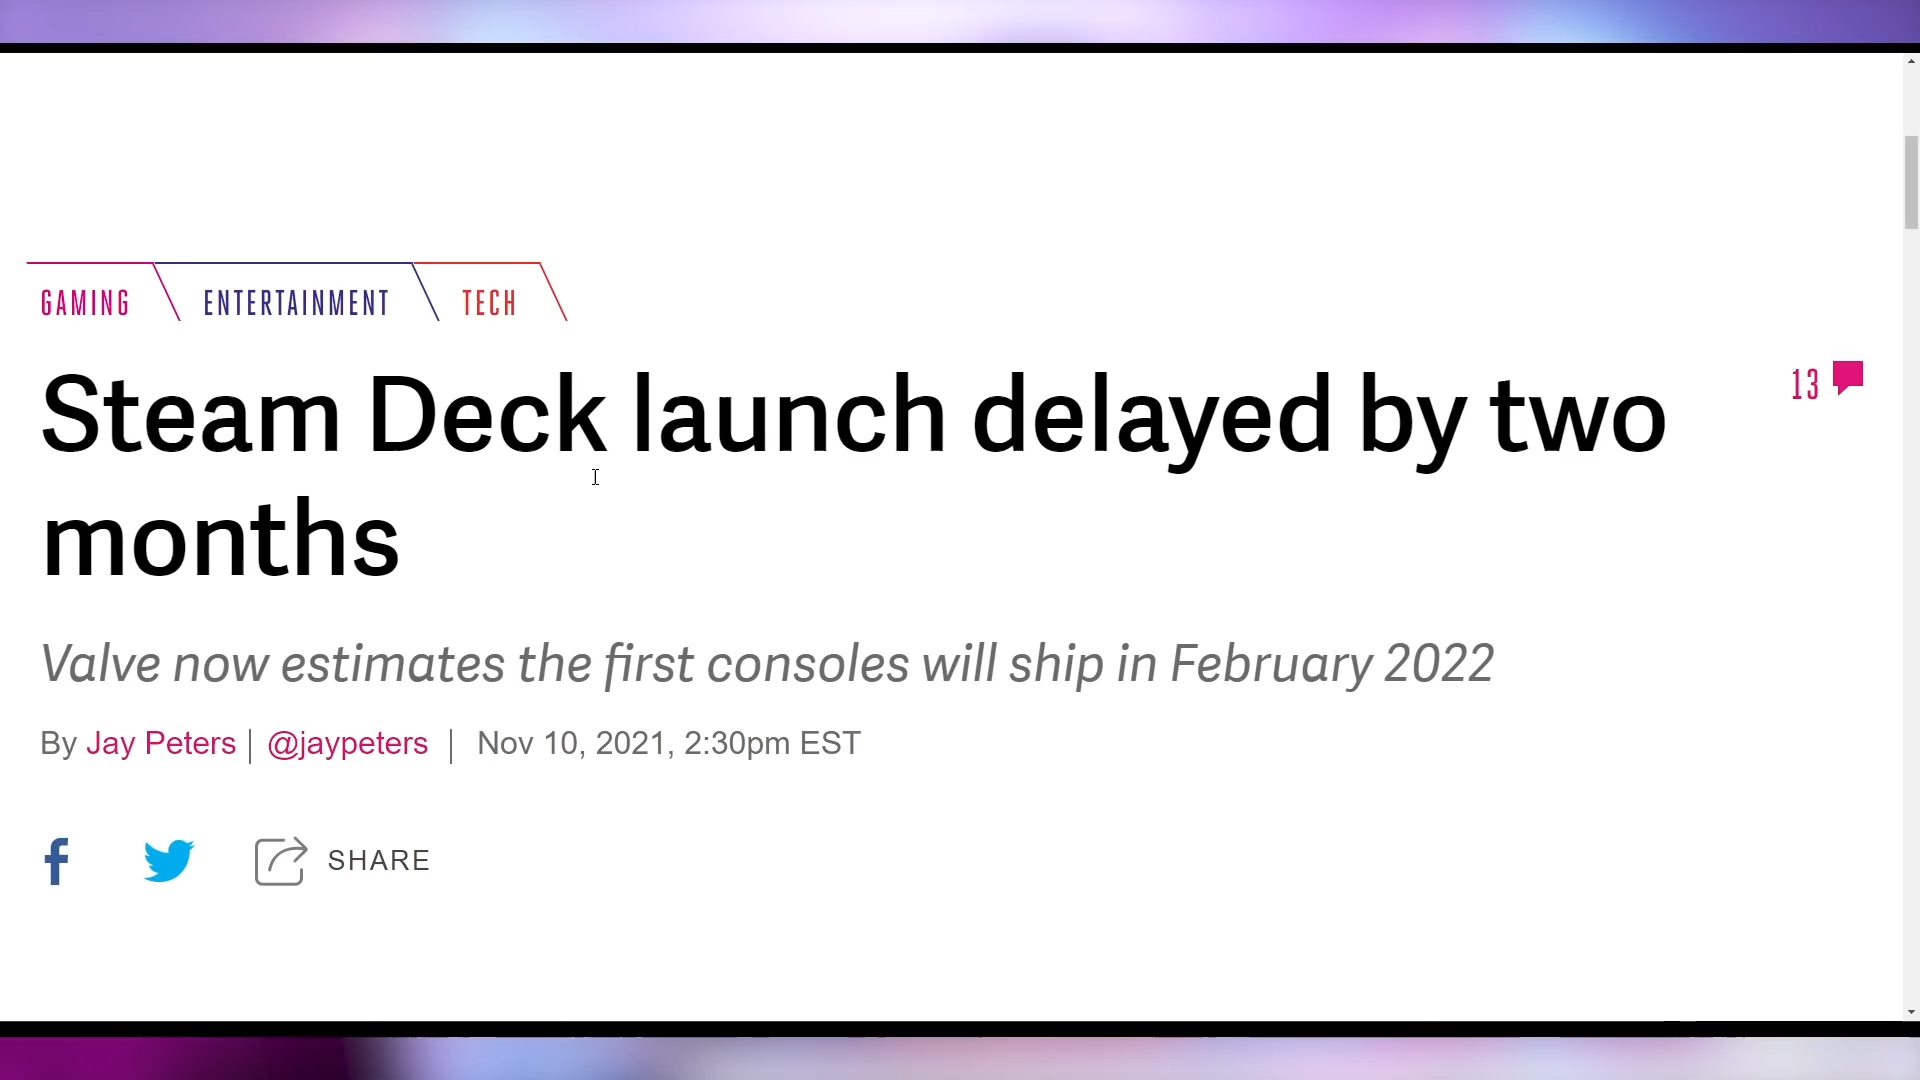 GAMING ENTERTAINMENT TECH
Steam Deck launch delayed by two
13
months
Valve now estimates the first consoles will ship in February 2022
By Jay Peters | @jaypeters | Nov 10, 2021, 2:30pm EST
SHARE